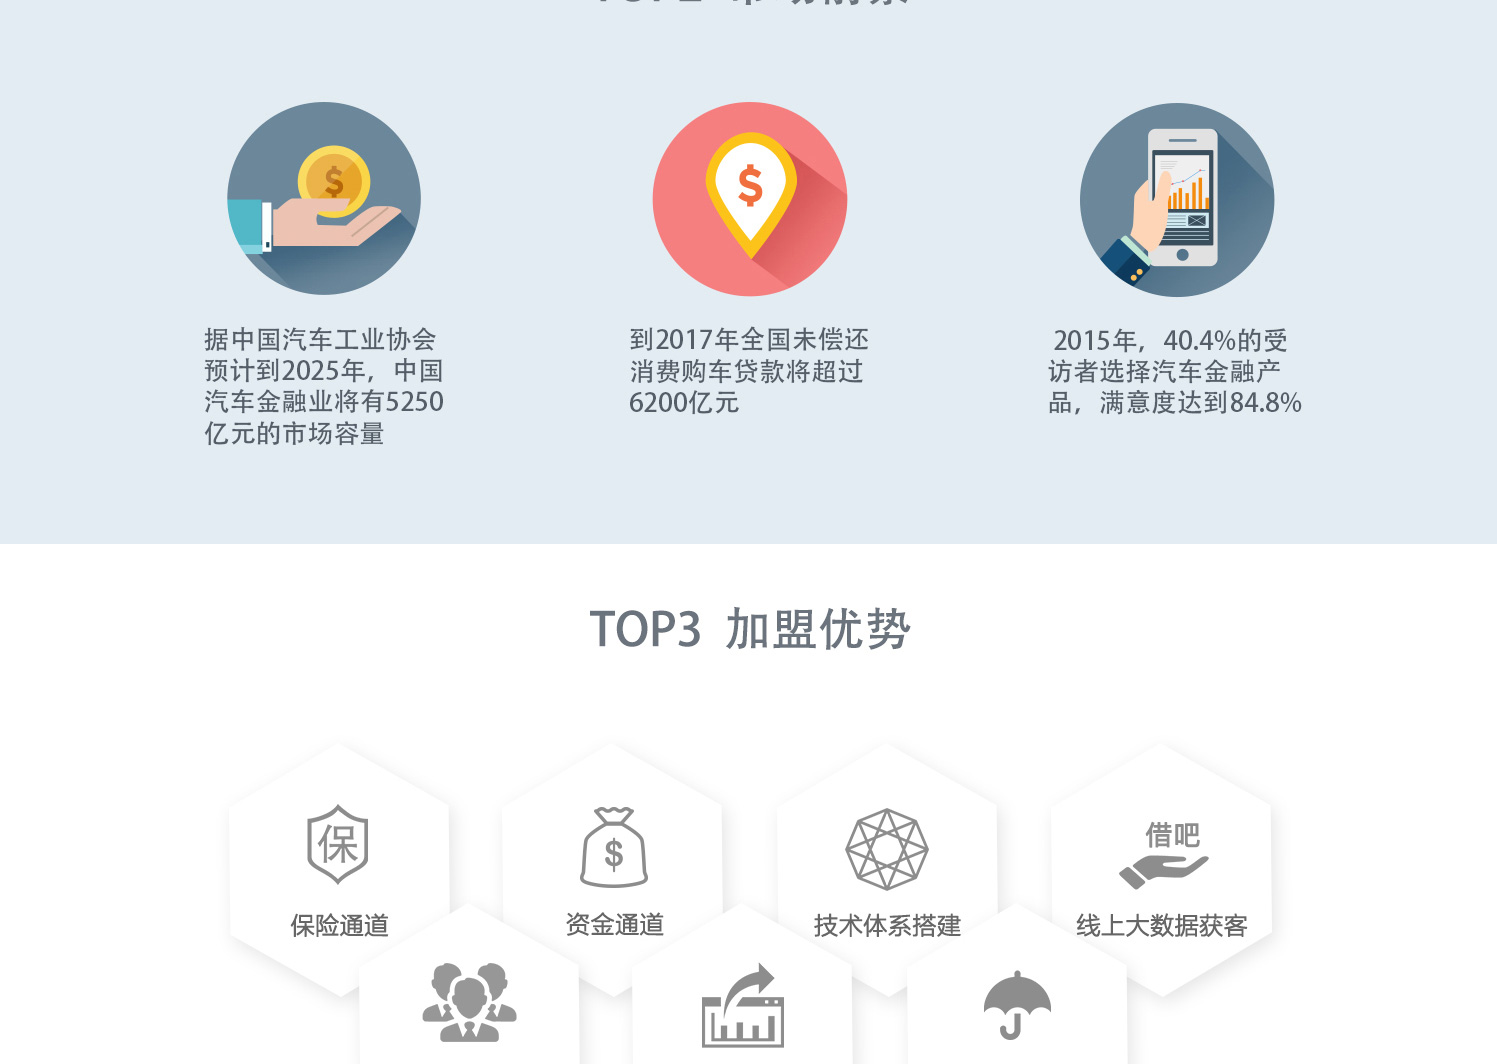 据中国汽车工业协会
预计到2025年，中国
汽车金融业将有5250
亿元的市场容量
到2017年全国未偿还
消费购车贷款将超过
6200亿元
2015年，40.4%的受
访者选择汽车金融产
品，满意度达到84.8%
TOP3 加盟优势
保
$
借吧
保险通道
资金通道
技术体系搭建
线上大数据获客